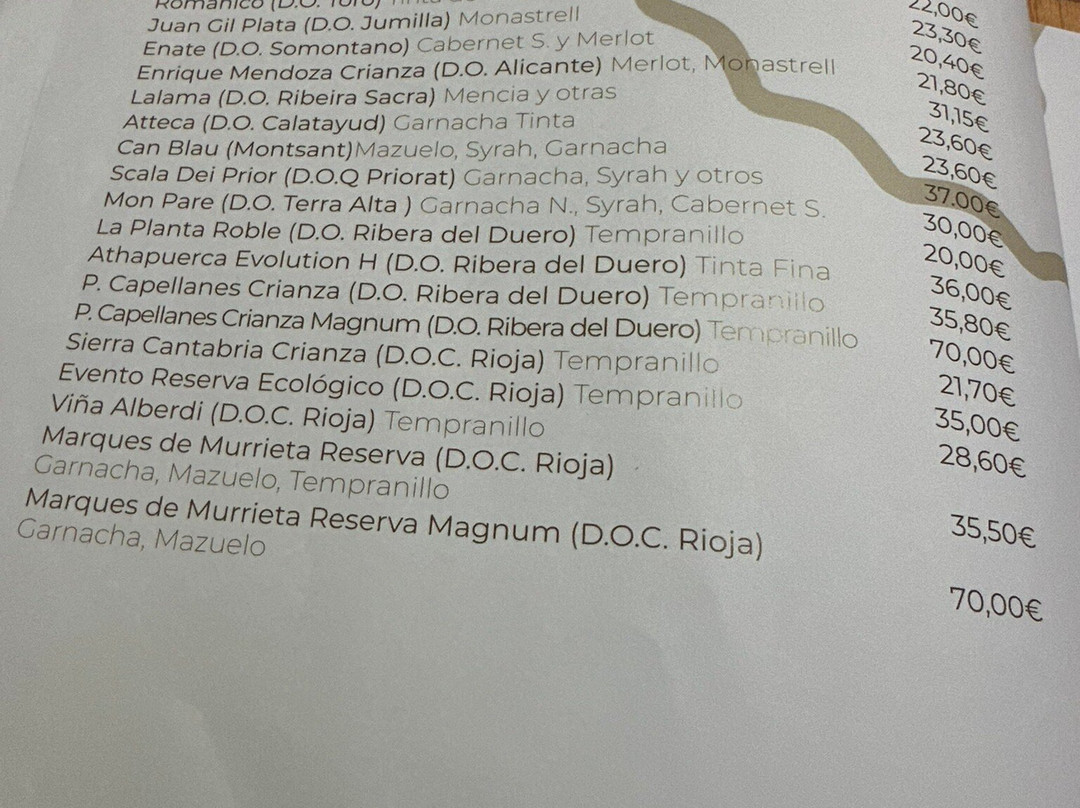 Románico (D.O. Toro) Tinta de
22,00€
Juan Gil Plata (D.O. Jumilla) Monastrell
23,30€
Enate (D.O. Somontano) Cabernet S. y Merlot
20,40€
Enrique Mendoza Crianza (D.O. Alicante) Merlot, Monastrell
21,80€
Lalama (D.O. Ribeira Sacra) Mencia y otras
31,15€
Atteca (D.O. Calatayud) Garnacha Tinta
23,60€
Can Blau (Montsant)Mazuelo, Syrah, Garnacha
23,60€
Scala Dei Prior (D.O.Q Priorat) Garnacha, Syrah y otros
37.00€
Mon Pare (D.O. Terra Alta ) Garnacha N., Syrah, Cabernet S.
30,00€
La Planta Roble (D.O. Ribera del Duero) Tempranillo
20,00€
Athapuerca Evolution H (D.O. Ribera del Duero) Tinta Fina
36,00€
P. Capellanes Crianza (D.O. Ribera del Duero) Tempranillo
35,80€
P. Capellanes Crianza Magnum (D.O. Ribera del Duero) Tempranillo
70,00€
Sierra Cantabria Crianza (D.O.C. Rioja) Tempranillo
21,70€
Evento Reserva Ecológico (D.O.C. Rioja) Tempranillo
35,00€
Viña Alberdi (D.O.C. Rioja) Tempranillo
28,60€
Marques de Murrieta Reserva (D.O.C. Rioja)
Garnacha, Mazuelo, Tempranillo
35,50€
Marques de Murrieta Reserva Magnum (D.O.C. Rioja)
Garnacha, Mazuelo
70,00€